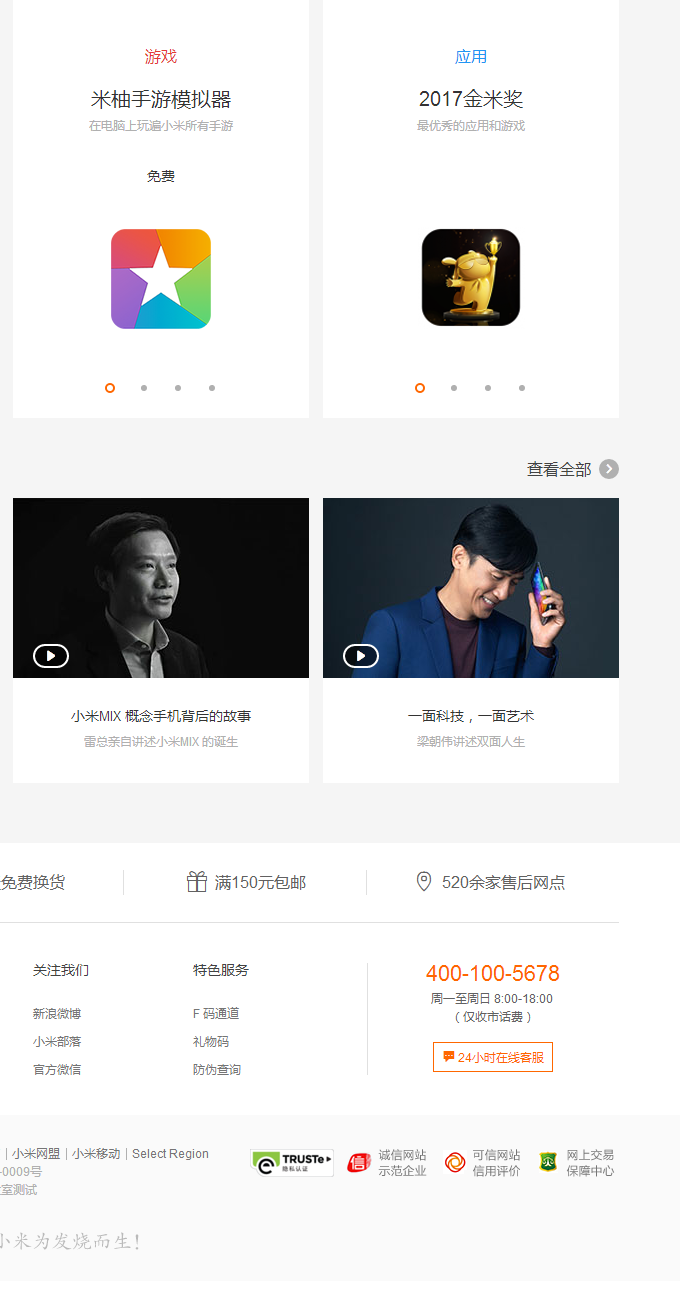 游戏
米柚手游模拟器
在电脑上玩遍小米所有手游
免费
应用
2017金米奖
最优秀的应用和游戏
查看全部
小米MIX 概念手机背后的故事
雷总亲自讲述小米MIX 的诞生
一面科技，一面艺术
梁朝伟讲述双面人生
免费换货
满150元包邮
520余家售后网点
关注我们
新浪微博
小米部落
官方微信
特色服务
F 码通道
礼物码
防伪查询
400-100-5678
周一至周日 8:00-18:00
（仅收市话费）
24小时在线客服
| 小米网盟 | 小米移动 | Select Region
-0009号
室测试
TRUSTe
隐私认证
信
诚信网站
示范企业
可信网站
信用评价
网上交易
保障中心
小米为发烧而生！